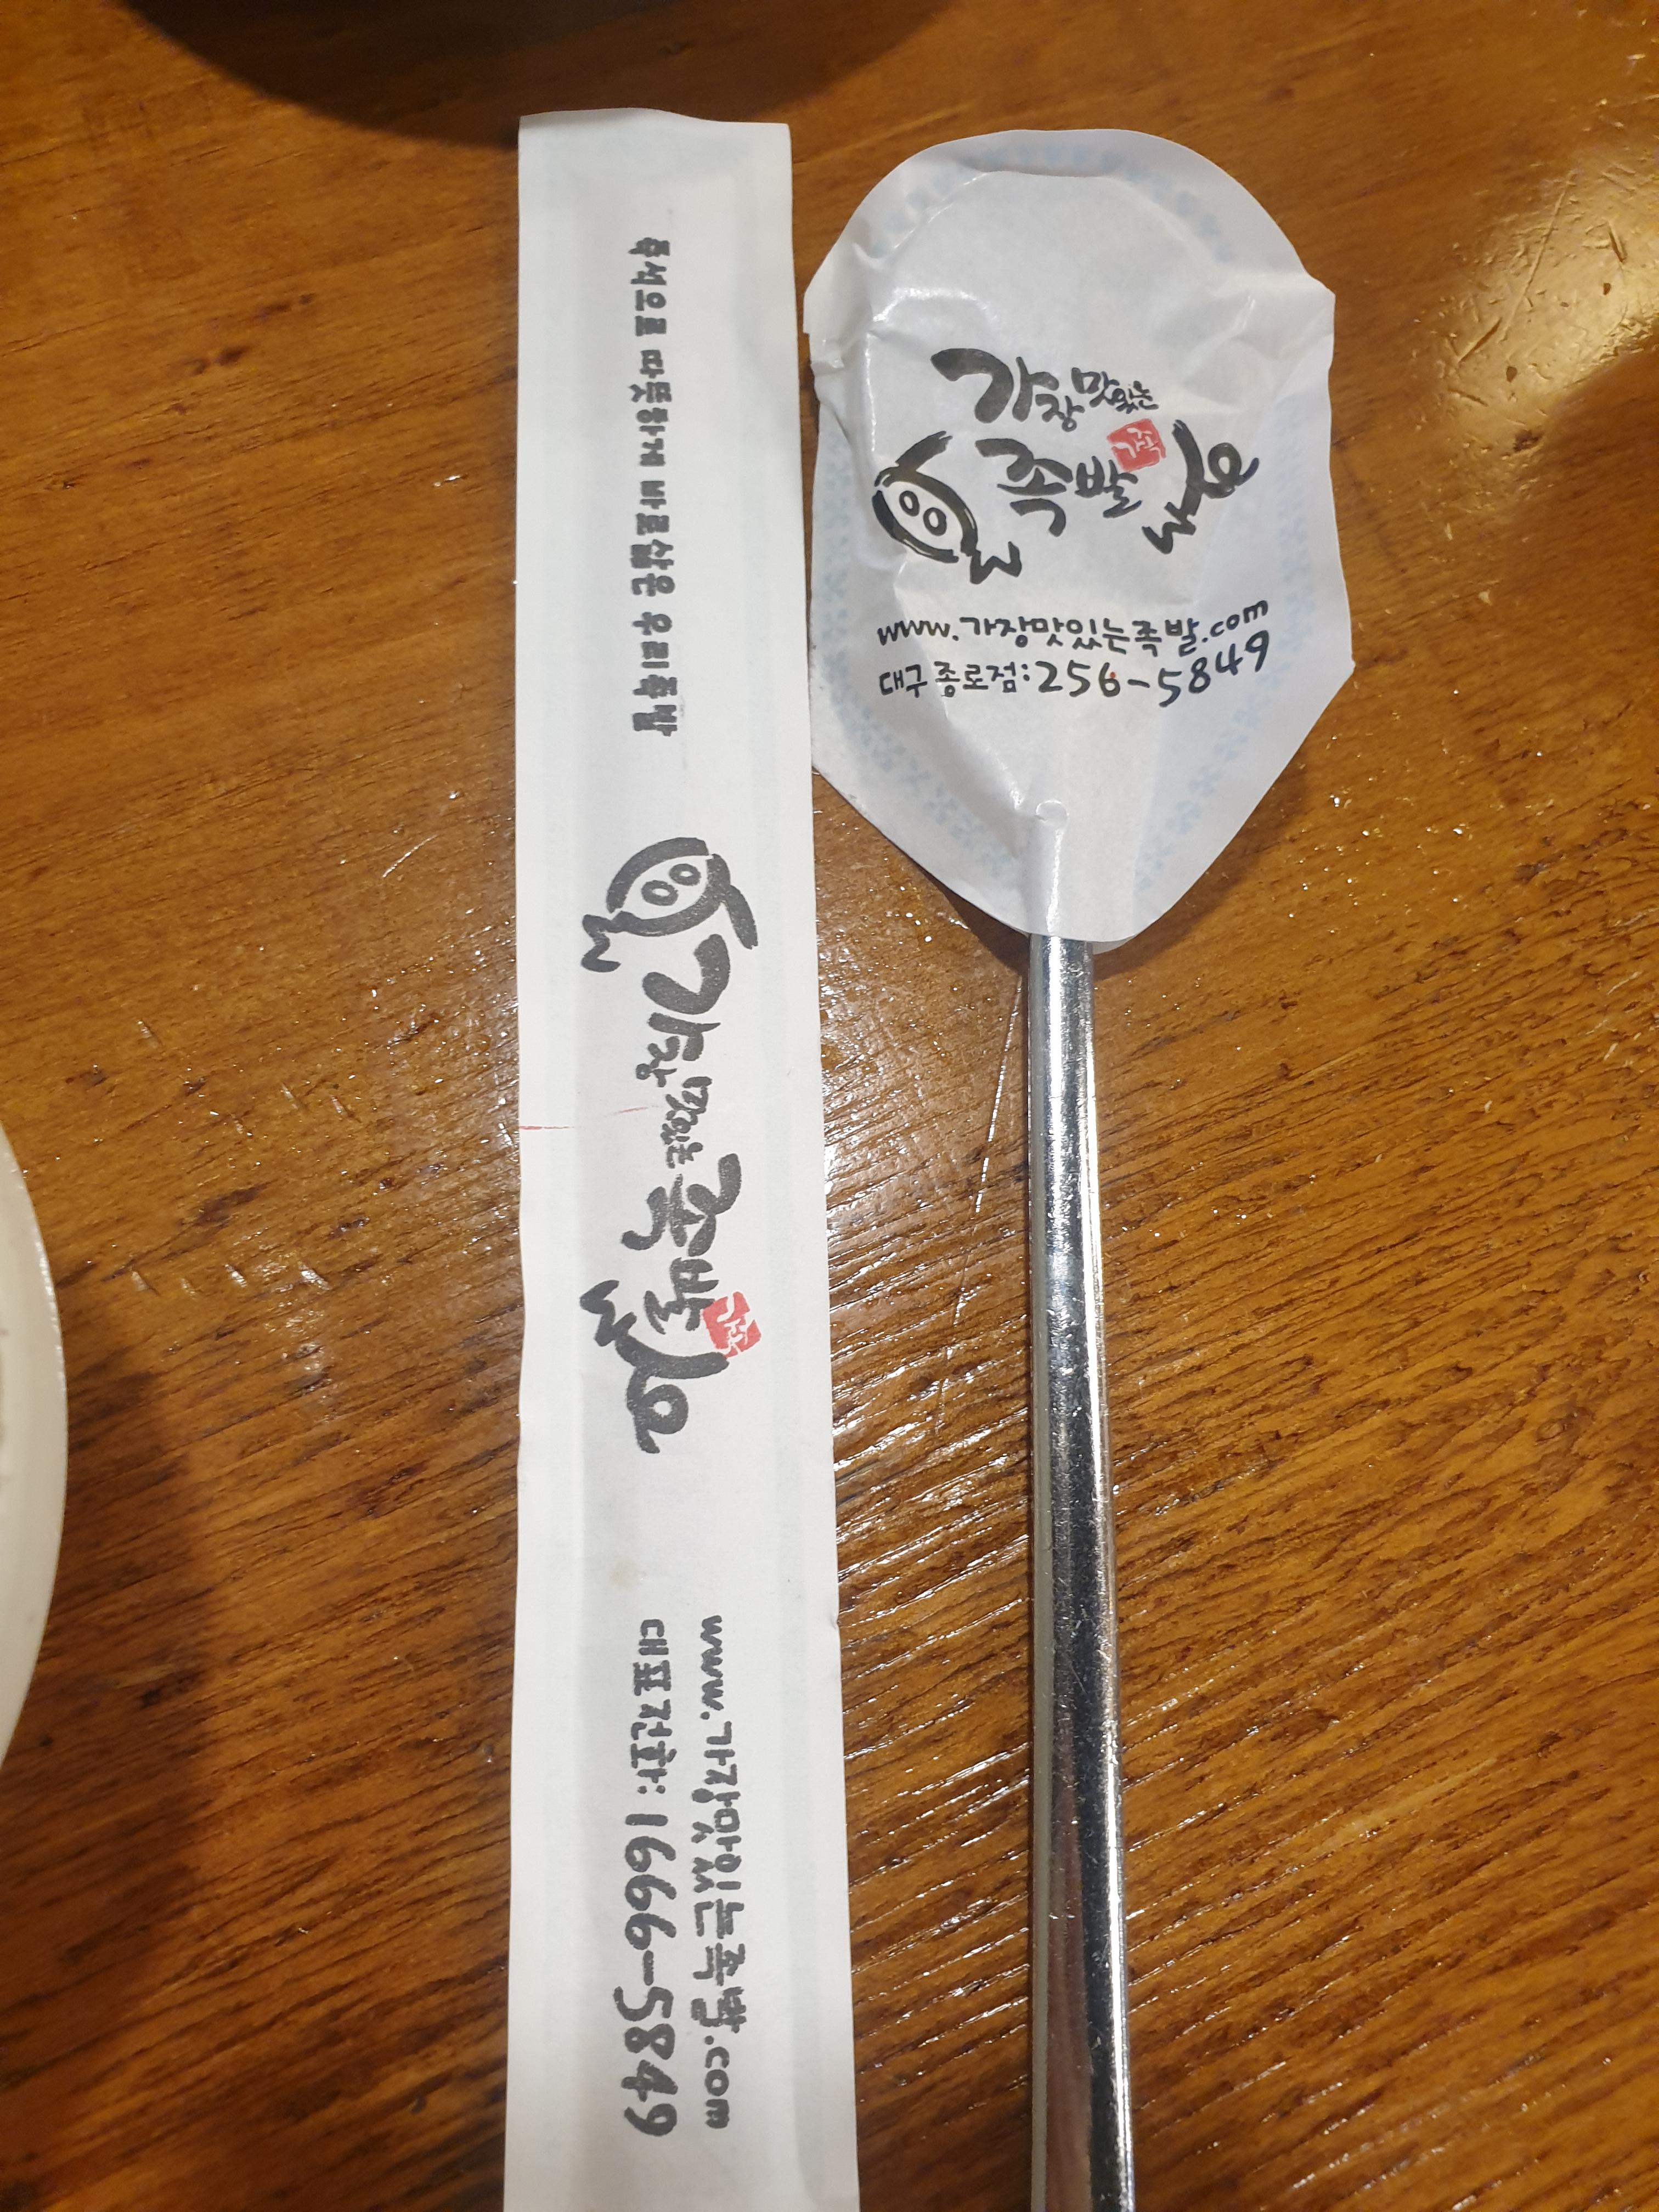 즉석으로 따뜻하게 바로삶은 우리족발
가장 맛있는 족발
www.가장맛있는족발.com
대표전화: 1666-5849
가장 맛있는
족발
www.가장맛있는족발.com
대구 종로점: 256-5849